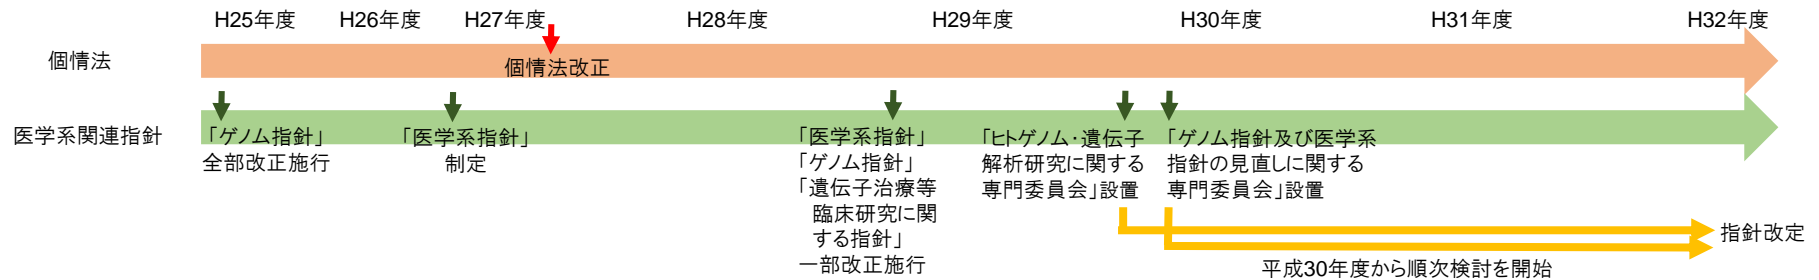 H25年度 H26年度 H27年度 H28年度 H29年度 H30年度 H31年度 H32年度
個情法
個情法改正
医学系関連指針
「ゲノム指針」
全部改正施行
「医学系指針」
制定
「医学系指針」
「ゲノム指針」
「遺伝子治療等
臨床研究に関
する指針」
一部改正施行
「ヒトゲノム・遺伝子
解析研究に関する
専門委員会」設置
「ゲノム指針及び医学系
指針の見直しに関する
専門委員会」設置
指針改定
平成30年度から順次検討を開始